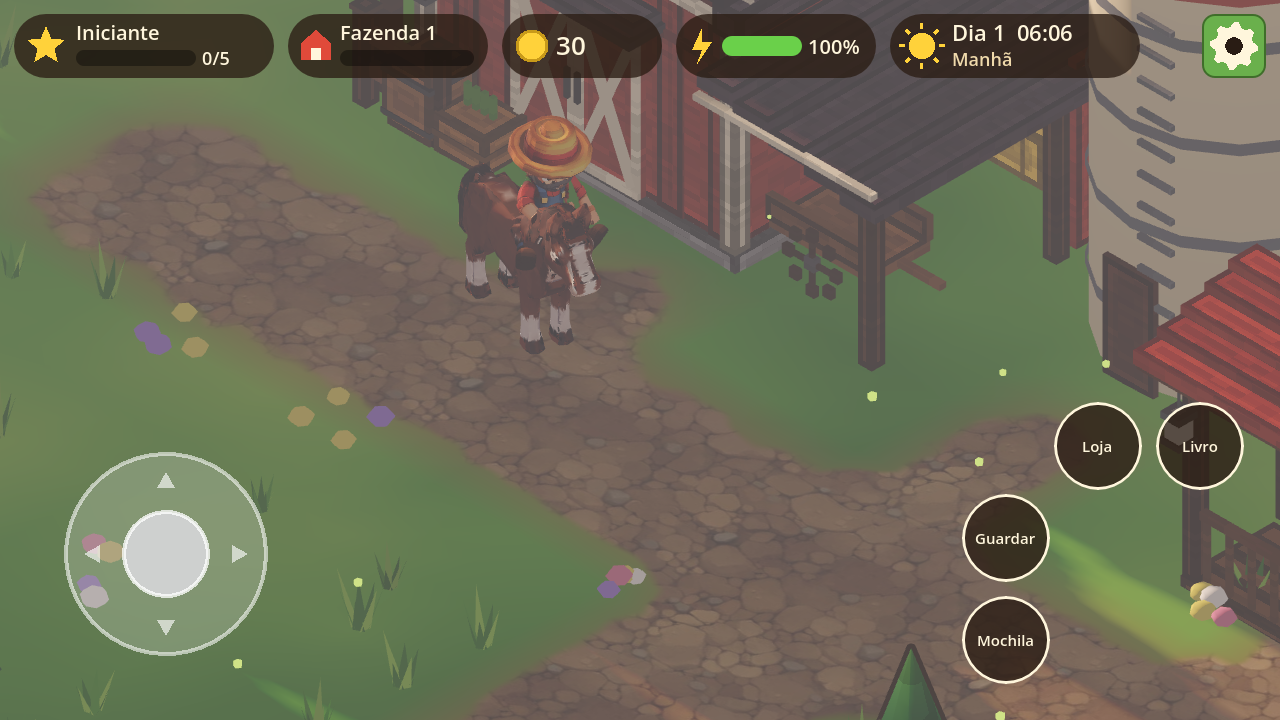 Iniciante
0/5
Fazenda 1
30
100%
Dia 1 06:06
Manhã
Loja
Livro
Guardar
Mochila